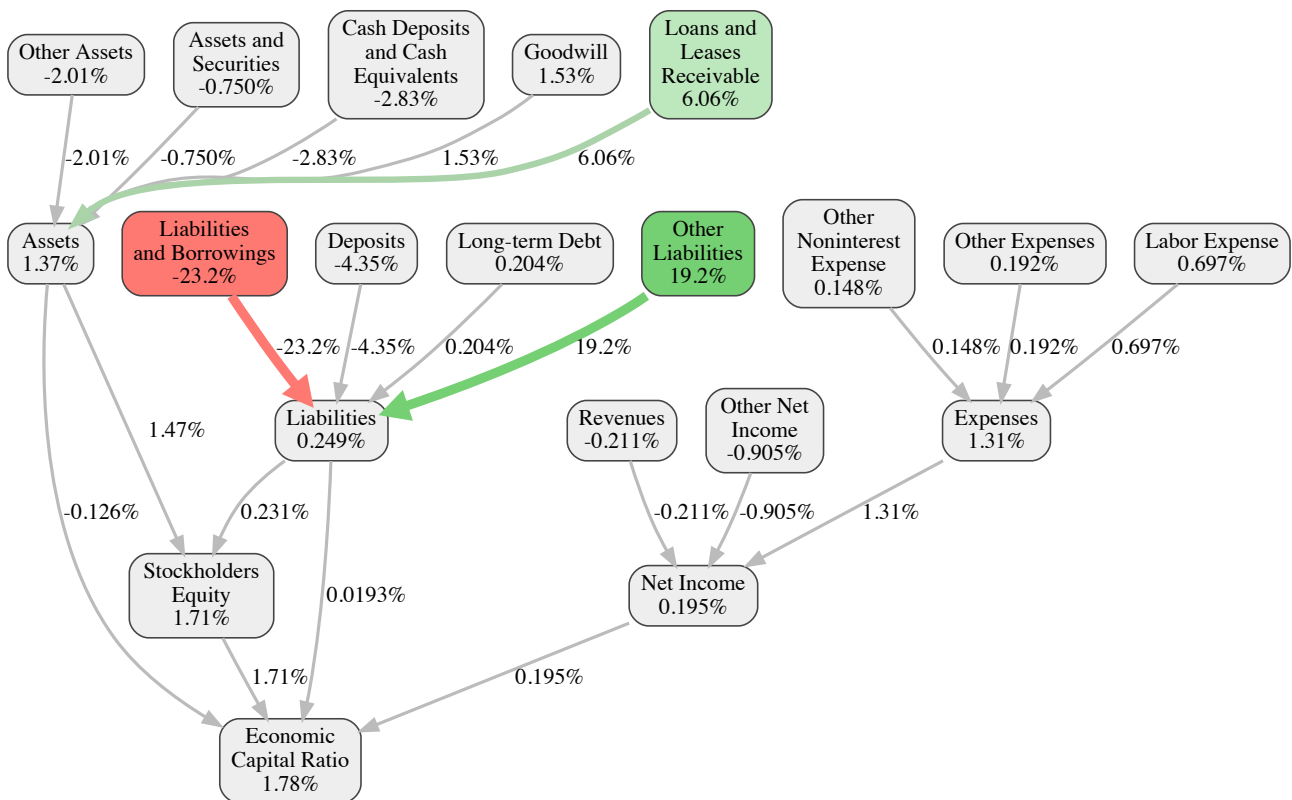 Other Assets
-2.01%
Assets and
Securities
-0.750%
Cash Deposits
and Cash
Equivalents
-2.83%
Goodwill
1.53%
Loans and
Leases
Receivable
6.06%
-2.01%
-0.750%
-2.83%
1.53%
6.06%
Assets
1.37%
Liabilities
and Borrowings
-23.2%
Deposits
-4.35%
Long-term Debt
0.204%
Other
Liabilities
19.2%
Other
Noninterest
Expense
0.148%
Other Expenses
0.192%
Labor Expense
0.697%
-23.2%
-4.35%
0.204%
19.2%
0.148%
0.192%
0.697%
1.47%
Liabilities
0.249%
Revenues
-0.211%
Other Net
Income
-0.905%
Expenses
1.31%
-0.126%
0.231%
-0.211%
-0.905%
1.31%
Stockholders
Equity
1.71%
0.0193%
Net Income
0.195%
1.71%
0.195%
Economic
Capital Ratio
1.78%